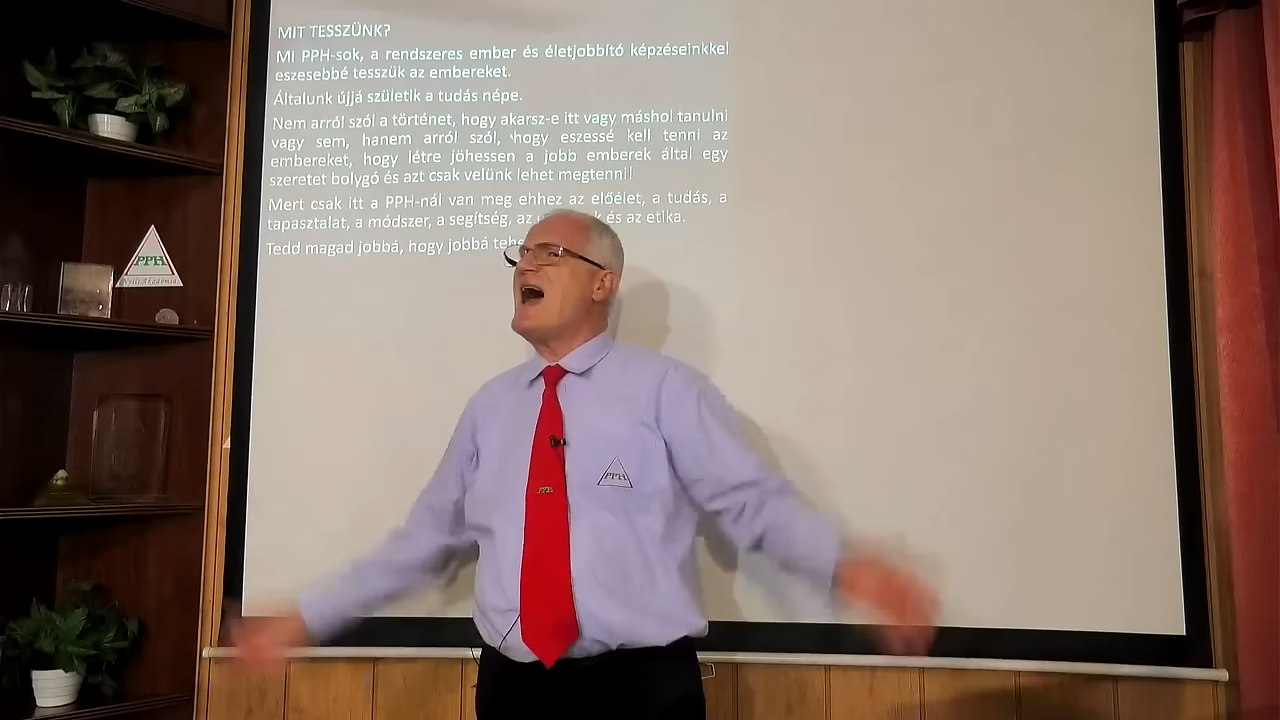 MIT TESSZÜNK?
Mi PPH-sok, a rendszeres ember és életjobbító képzéseinkkel
eszesebbé tesszük az embereket.
Általunk újjá születik a tudás népe.
Nem arról szól a történet, hogy akarsz-e itt vagy máshol tanulni
vagy sem, hanem arról szól, hogy eszessé kell tenni az
embereket, hogy létre jöhessen a jobb emberek által egy
szeretet bolygó és azt csak velünk lehet megtenni!
Mert csak itt a PPH-nál van meg ehhez az előélet, a tudás, a
tapasztalat, a módszer, a segítség, az és az etika.
Tedd magad jobbá, hogy jobbá
PPH
Nyílt Akadémia
PPH
PPH